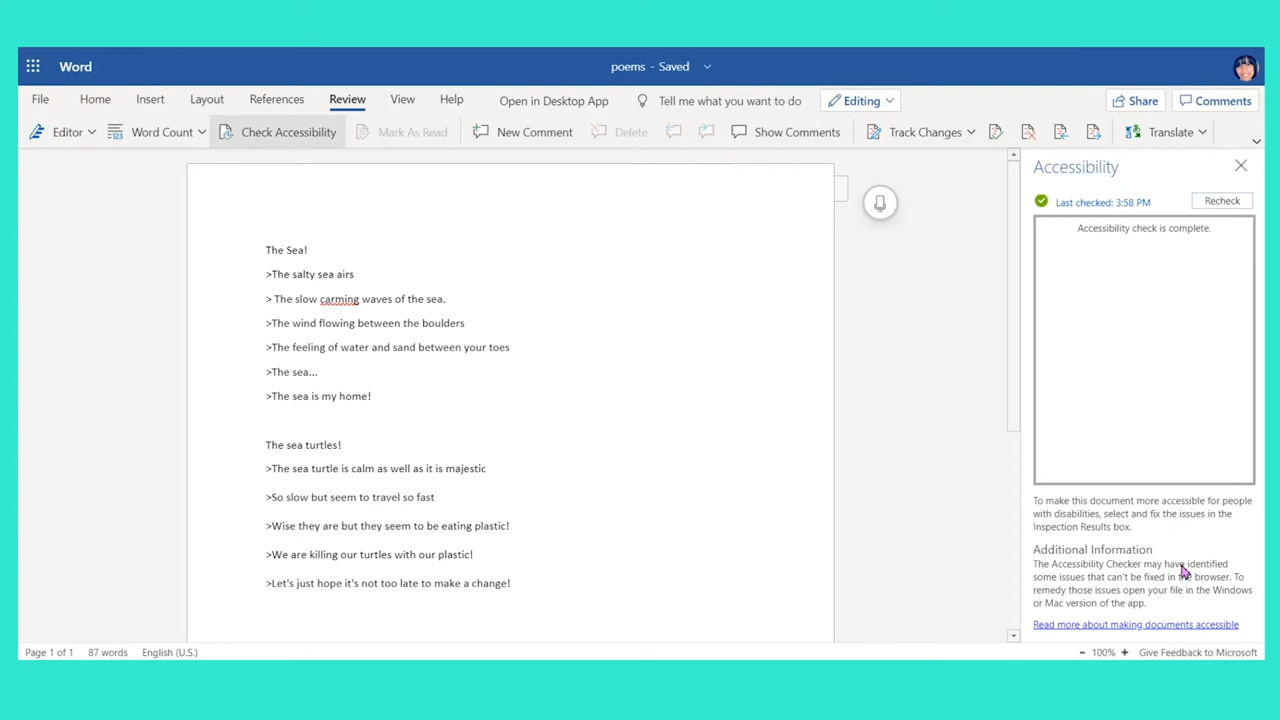 Word
poems - Saved
File Home Insert Layout References Review View Help Open in Desktop App Tell me what you want to do Editing Share Comments
Editor Word Count Check Accessibility Mark As Read New Comment Delete Show Comments Track Changes Translate
Accessibility
Last checked: 3:58 PM Recheck
Accessibility check is complete.
The Sea!
>The salty sea airs
> The slow carming waves of the sea.
>The wind flowing between the boulders
>The feeling of water and sand between your toes
>The sea...
>The sea is my home!
The sea turtles!
>The sea turtle is calm as well as it is majestic
>So slow but seem to travel so fast
>Wise they are but they seem to be eating plastic!
>We are killing our turtles with our plastic!
>Let's just hope it's not too late to make a change!
To make this document more accessible for people
with disabilities, select and fix the issues in the
Inspection Results box.
Additional Information
The Accessibility Checker may have identified
some issues that can't be fixed in the browser. To
remedy those issues open your file in the Windows
or Mac version of the app.
Read more about making documents accessible
Page 1 of 1 87 words English (U.S.) - 100% + Give Feedback to Microsoft